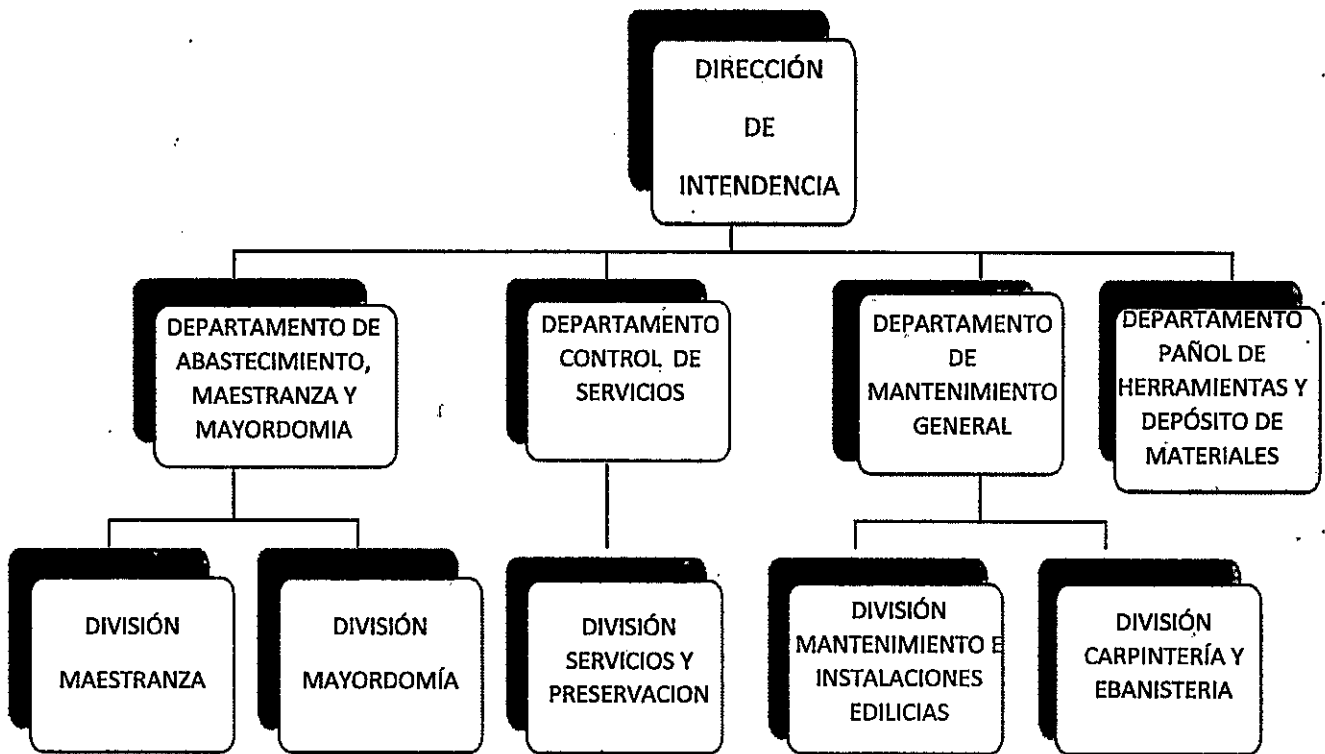 DIRECCIÓN
DE
INTENDENCIA
DEPARTAMENTO DE
ABASTECIMIENTO,
MAESTRANZA Y
MAYORDOMIA
DEPARTAMENTO
CONTROL DE
SERVICIOS
DEPARTAMENTO
DE
MANTENIMIENTO
GENERAL
DEPARTAMENTO
PAÑOL DE
HERRAMIENTAS Y
DEPÓSITO DE
MATERIALES
DIVISIÓN
MAESTRANZA
DIVISIÓN
MAYORDOMÍA
DIVISIÓN
SERVICIOS Y
PRESERVACION
DIVISIÓN
MANTENIMIENTO E
INSTALACIONES
EDILICIAS
DIVISIÓN
CARPINTERÍA Y
EBANISTERIA